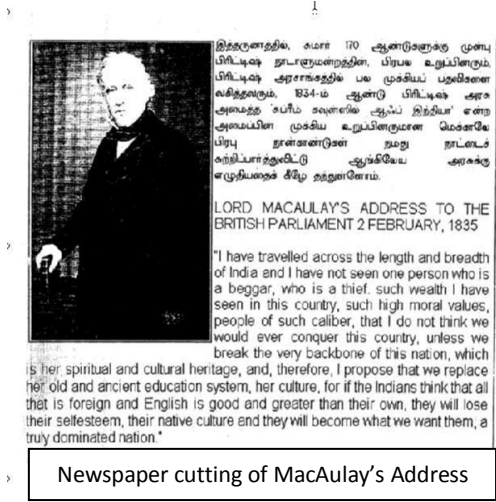 இத்தருணத்தில், சுமார் 170 ஆண்டுகளுக்கு முன்பு
பிரிட்டிஷ் நாடாளுமன்றத்தின், பிரபல உறுப்பினரும்,
பிரிட்டிஷ் அரசாங்கத்தில் பல முக்கியப் பதவிகளை
வகித்தவரும், 1834-ம் ஆண்டு பிரிட்டிஷ் அரசு
அமைத்த 'சுப்ரீம் கவுன்ஸில் ஆஃப் இந்தியா' என்ற
அமைப்பின் முக்கிய உறுப்பினருமான மெக்காலே
பிரபு நான்காண்டுகள் நமது நாட்டைச்
சுற்றிப்பார்த்துவிட்டு ஆங்கிலேய அரசுக்கு
எழுதியதைக் கீழே தந்துள்ளோம்.
LORD MACAULAY'S ADDRESS TO THE
BRITISH PARLIAMENT 2 FEBRUARY, 1835
"I have travelled across the length and breadth
of India and I have not seen one person who is
a beggar, who is a thief. such wealth I have
seen in this country, such high moral values,
people of such caliber, that I do not think we
would ever conquer this country, unless we
break the very backbone of this nation, which
is her spiritual and cultural heritage, and, therefore, I propose that we replace
her old and ancient education system, her culture, for if the Indians think that all
that is foreign and English is good and greater than their own, they will lose
their selfesteem, their native culture and they will become what we want them, a
truly dominated nation."
Newspaper cutting of MacAulay's Address